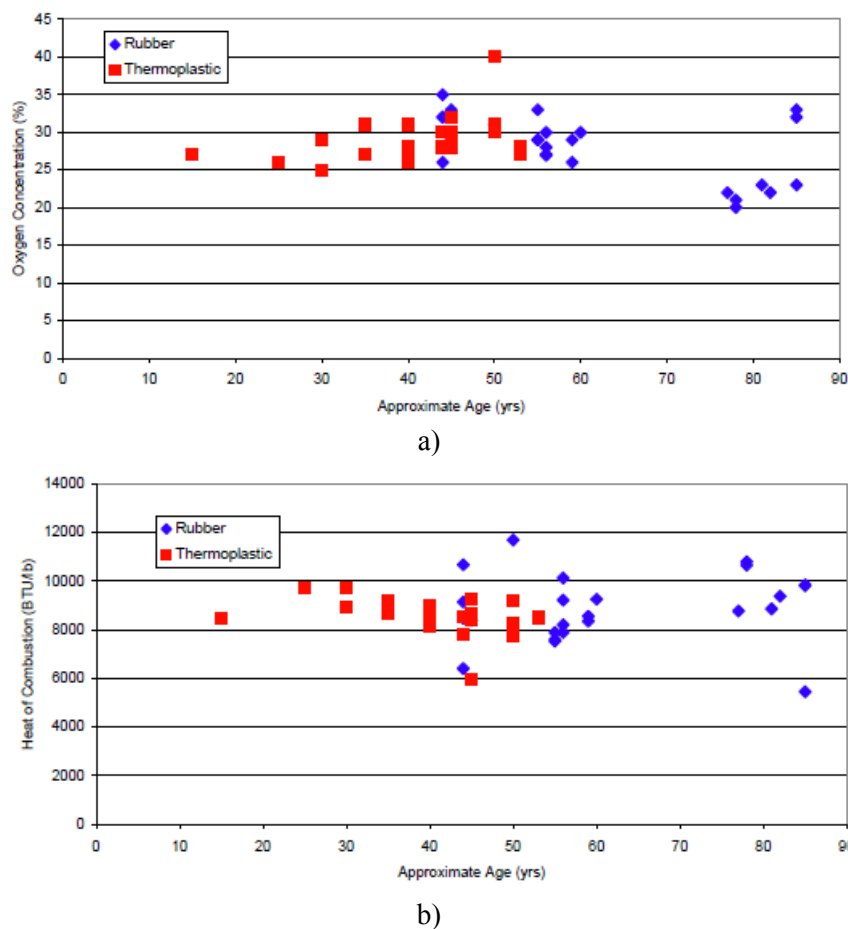 45
40
35
30
25
20
15
10
5
0
Oxygen Concentration (%)
Rubber
Thermoplastic
0 10 20 30 40 50 60 70 80 90
Approximate Age (yrs)
a)
14000
12000
10000
8000
6000
4000
2000
0
Heat of Combustion (BTU/lb)
Rubber
Thermoplastic
0 10 20 30 40 50 60 70 80 90
Approximate Age (yrs)
b)